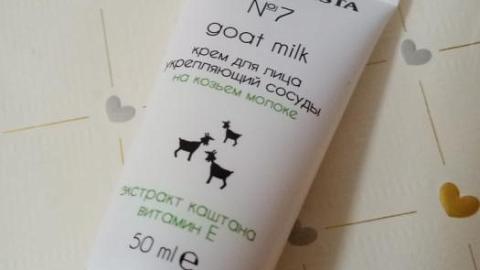 №7
goat milk
крем для лица
укрепляющий сосуды
на козьем молоке
экстракт каштана
витамин Е
50 ml e